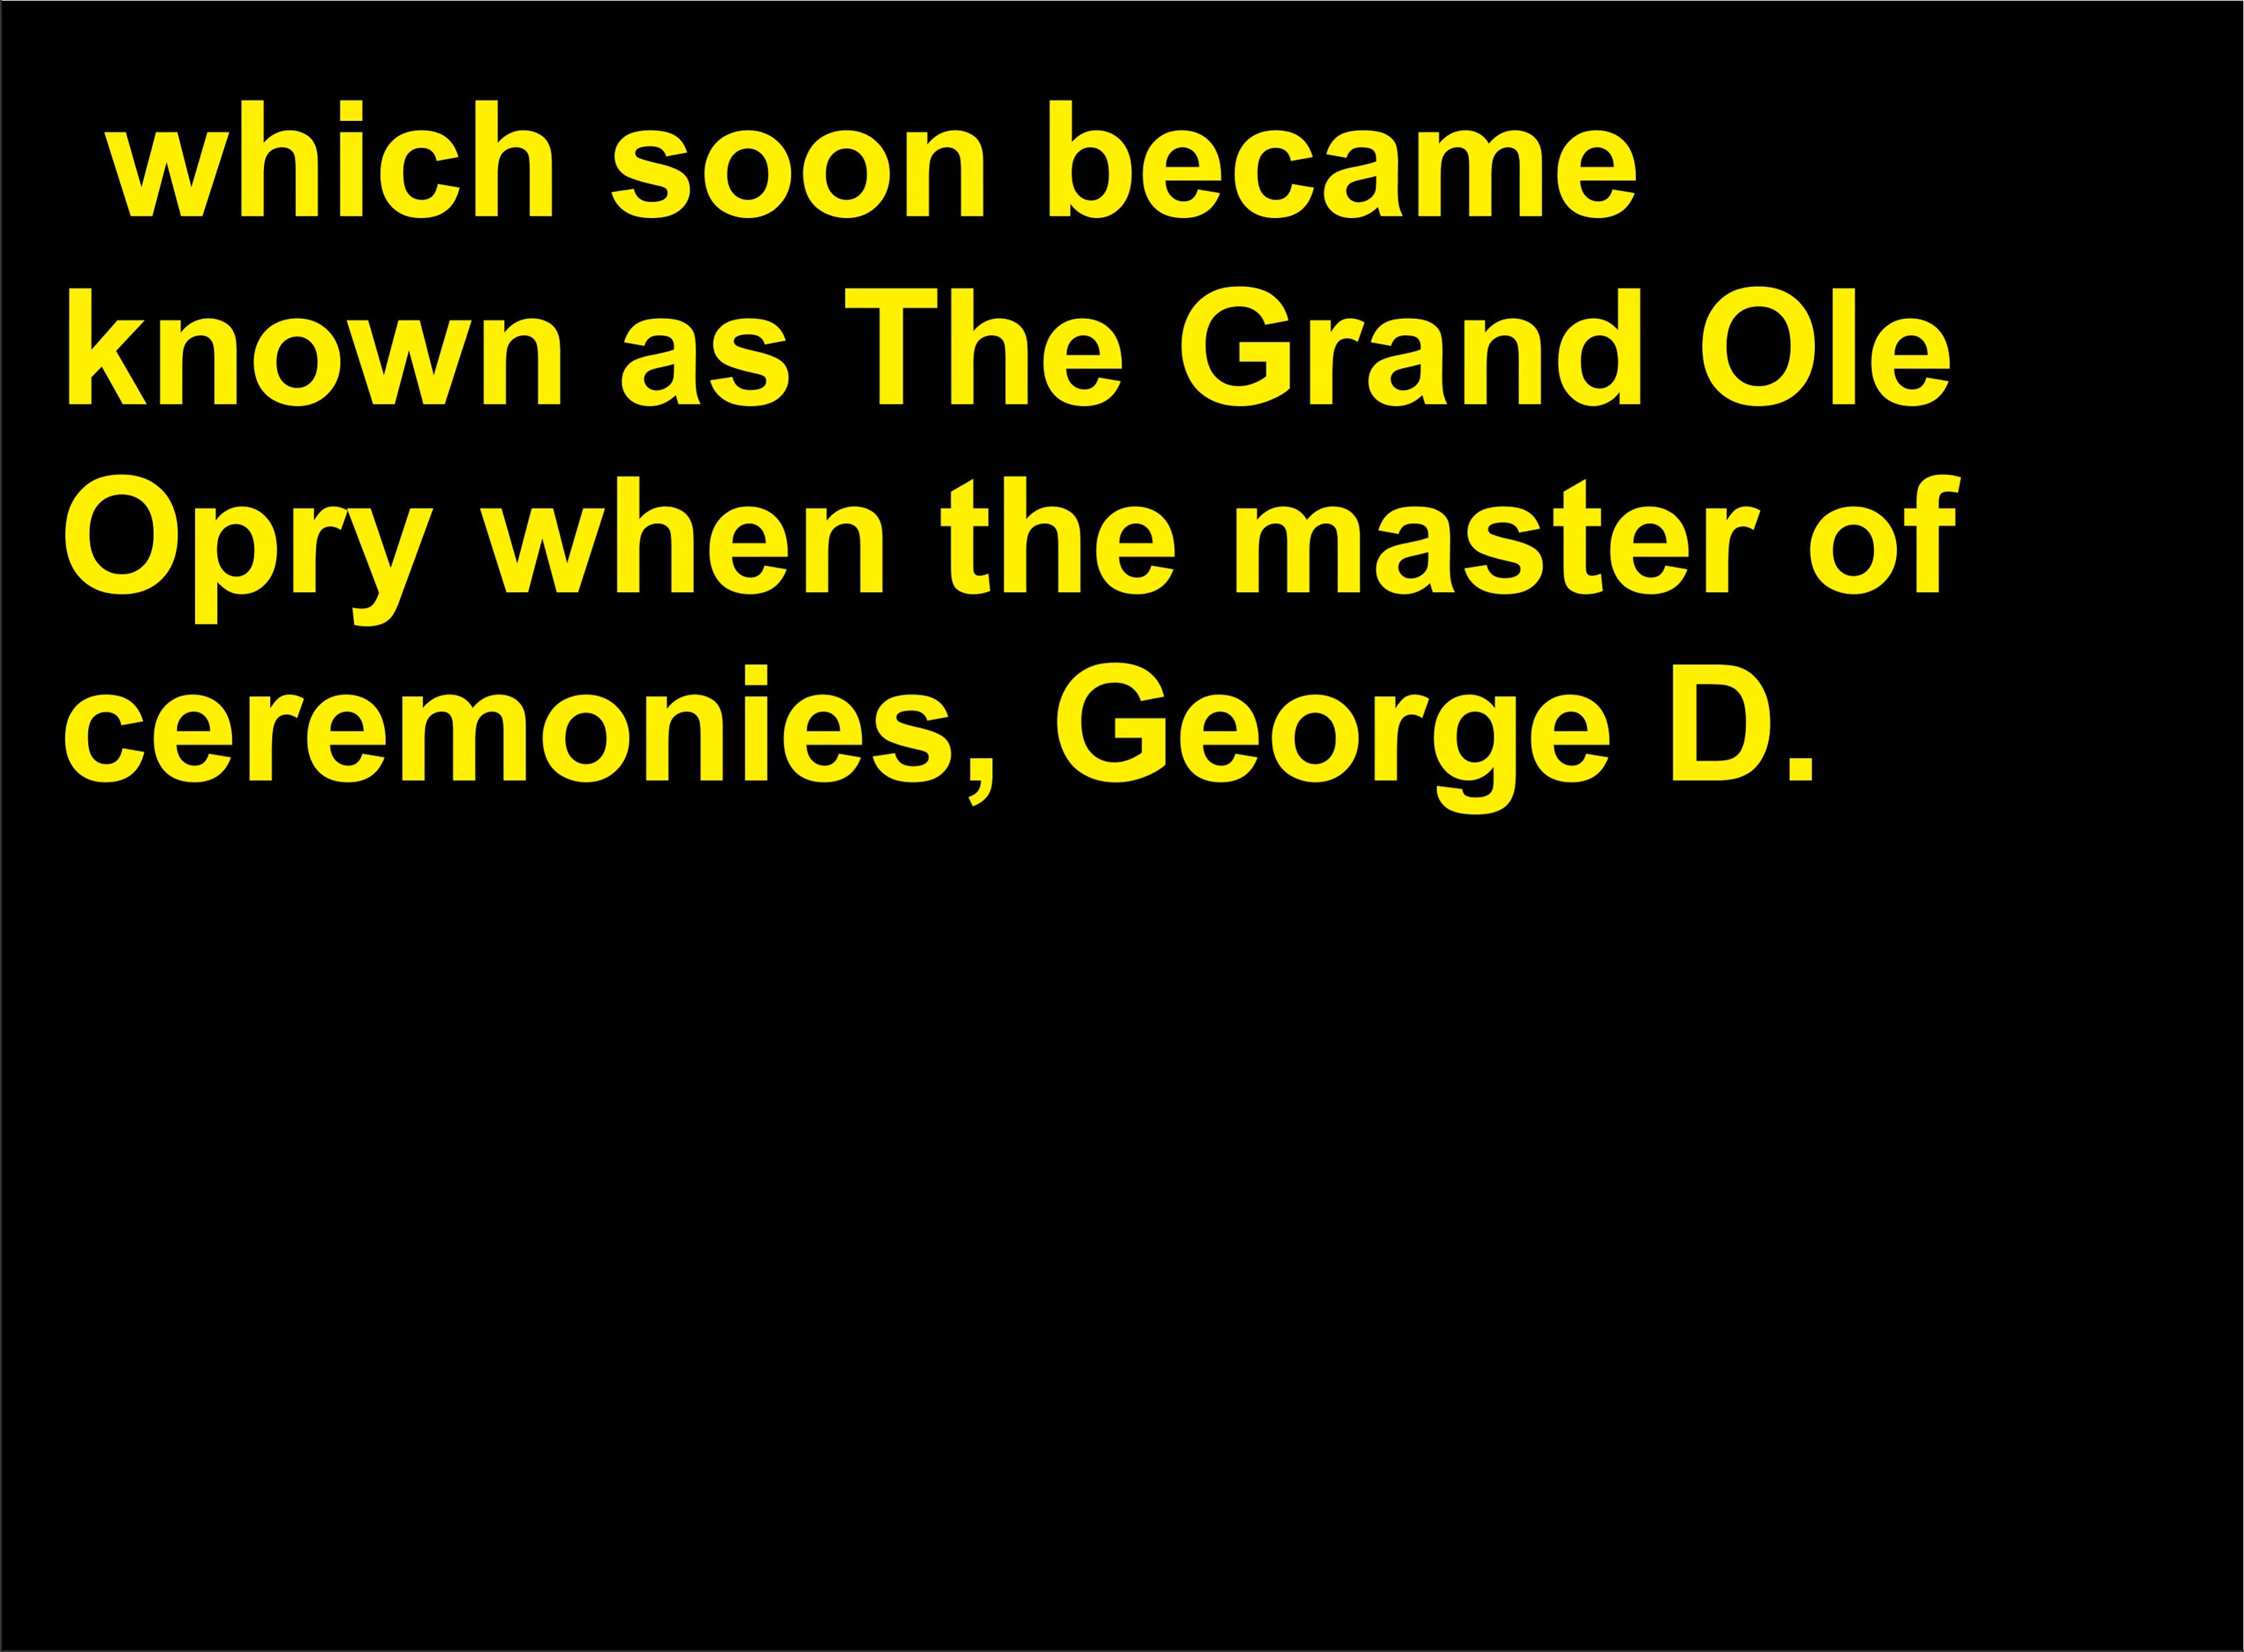 which soon became
known as The Grand Ole
Opry when the master of
ceremonies, George D.